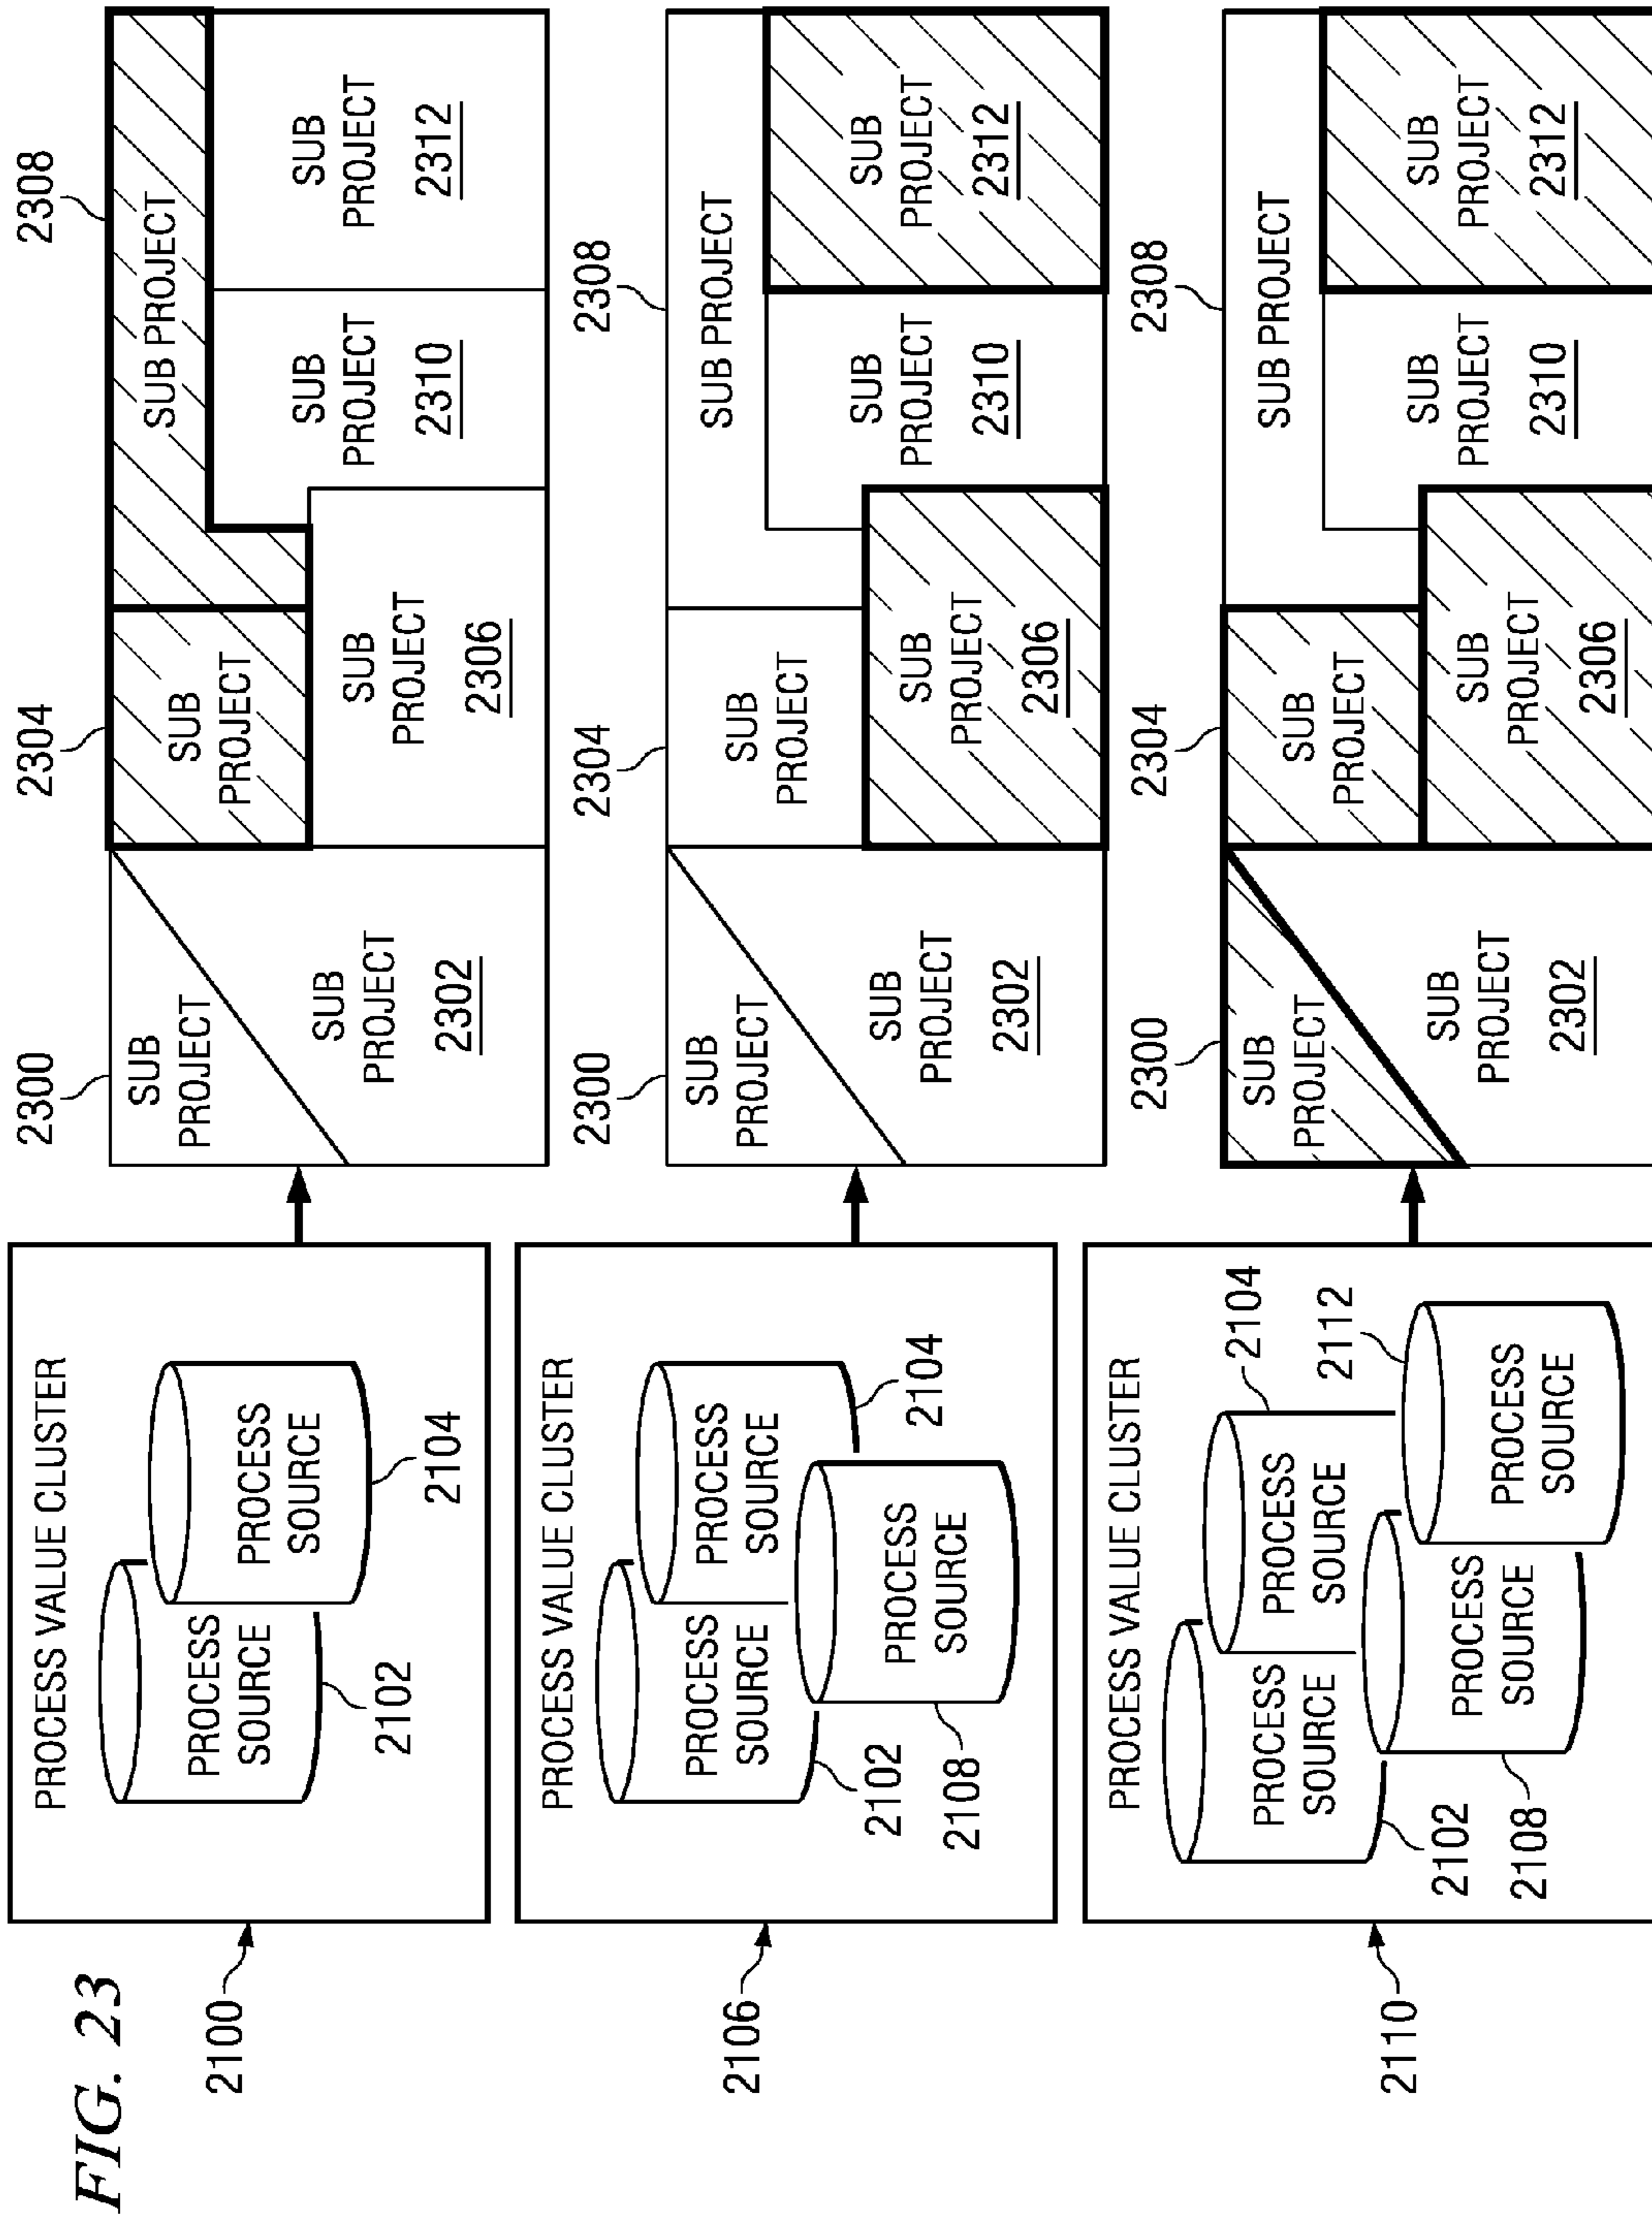 FIG. 23
2100
PROCESS VALUE CLUSTER
PROCESS
SOURCE
2102
PROCESS
SOURCE
2104
2300
SUB
PROJECT
SUB
PROJECT
2302
2304
SUB
PROJECT
SUB
PROJECT
2306
2308
SUB PROJECT
SUB
PROJECT
2310
SUB
PROJECT
2312
2106
PROCESS VALUE CLUSTER
PROCESS
SOURCE
2102
PROCESS
SOURCE
2104
PROCESS
SOURCE
2108
2300
SUB
PROJECT
SUB
PROJECT
2302
2304
SUB
PROJECT
SUB
PROJECT
2306
2308
SUB PROJECT
SUB
PROJECT
2310
SUB
PROJECT
2312
2110
PROCESS VALUE CLUSTER
PROCESS
SOURCE
2102
PROCESS
SOURCE
2104
PROCESS
SOURCE
2108
PROCESS
SOURCE
2112
2300
SUB
PROJECT
SUB
PROJECT
2302
2304
SUB
PROJECT
SUB
PROJECT
2306
2308
SUB PROJECT
SUB
PROJECT
2310
SUB
PROJECT
2312